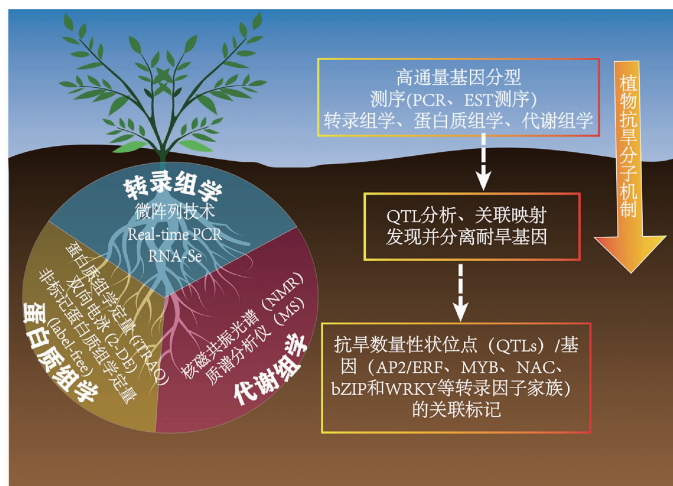 转录组学
微阵列技术
Real-time PCR
RNA-Se
蛋白质组学
蛋白质组学定量 (iTRAQ)
双向电泳 (2-DE)
非标记蛋白质组学定量
(label-free)
代谢组学
核磁共振光谱（NMR）
质谱分析仪（MS）
高通量基因分型
测序(PCR、EST测序)
转录组学、蛋白质组学、代谢组学
QTL分析、关联映射
发现并分离耐旱基因
抗旱数量性状位点（QTLs）/基
因（AP2/ERF、MYB、NAC、
bZIP和WRKY等转录因子家族）
的关联标记
植物抗旱分子机制